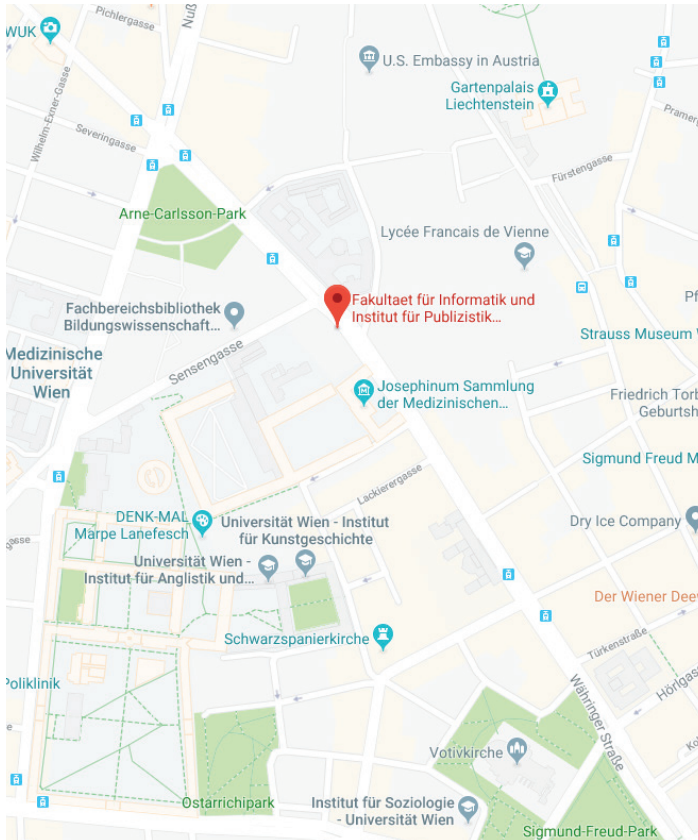 Pichlergasse
Nuß
WUK
U.S. Embassy in Austria
Wilhelm-Exner-Gasse
Gartenpalais
Liechtenstein
Severingasse
Pramer
Fürstengasse
Arne-Carlsson-Park
Lycée Francais de Vienne
Fakultaet für Informatik und
Institut für Publizistik...
Pf
Fachbereichsbibliothek
Bildungswissenschaft...
Strauss Museum
Medizinische
Universität
Wien
Sensengasse
Josephinum Sammlung
der Medizinischen...
Friedrich Torb
Geburtsh
Lackierergasse
Sigmund Freud M
DENK-MAL
Marpe Lanefesch
Universität Wien - Institut
für Kunstgeschichte
Dry Ice Company
gasse
Universität Wien -
Institut für Anglistik und...
Der Wiener Dee
Schwarzspanierkirche
Türkenstraße
Poliklinik
Währinger Straße
Hörlgas
Votivkirche
Kol
Ostarrichipark
Institut für Soziologie
- Universität Wien
Sigmund-Freud-Park